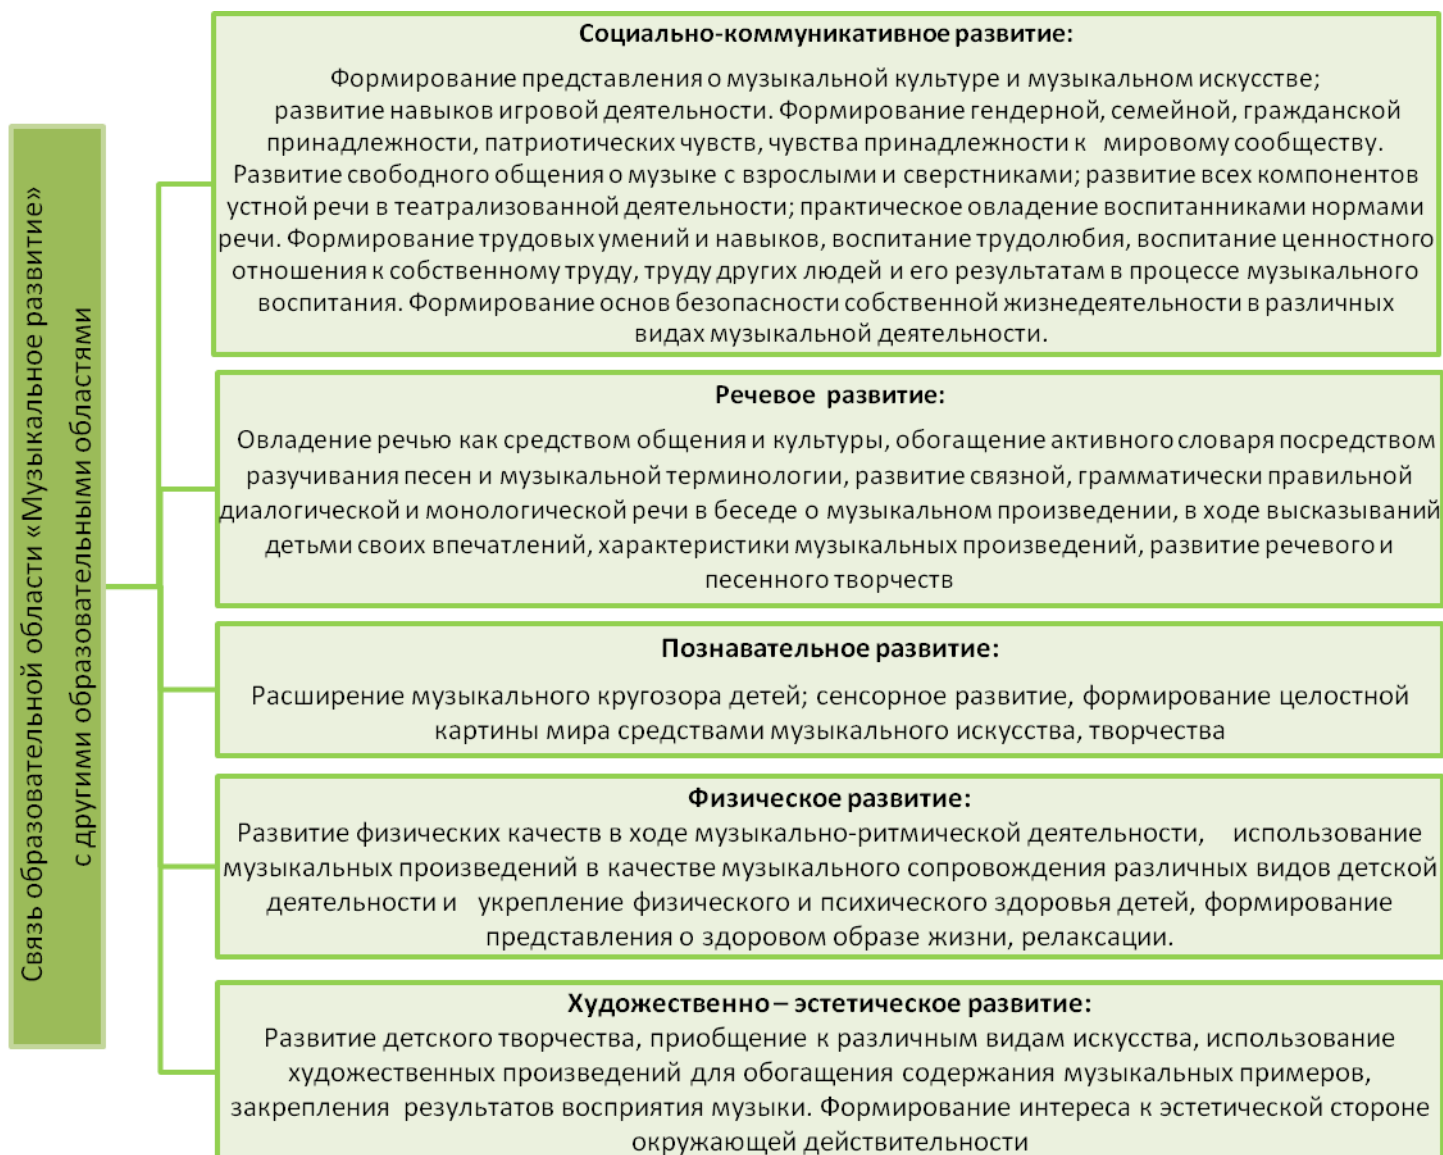 Связь образовательной области «Музыкальное развитие»
с другими образовательными областями
Социально-коммуникативное развитие:
Формирование представления о музыкальной культуре и музыкальном искусстве;
развитие навыков игровой деятельности. Формирование гендерной, семейной, гражданской
принадлежности, патриотических чувств, чувства принадлежности к мировому сообществу.
Развитие свободного общения о музыке с взрослыми и сверстниками; развитие всех компонентов
устной речи в театрализованной деятельности; практическое овладение воспитанниками нормами
речи. Формирование трудовых умений и навыков, воспитание трудолюбия, воспитание ценностного
отношения к собственному труду, труду других людей и его результатам в процессе музыкального
воспитания. Формирование основ безопасности собственной жизнедеятельности в различных
видах музыкальной деятельности.
Речевое развитие:
Овладение речью как средством общения и культуры, обогащение активного словаря посредством
разучивания песен и музыкальной терминологии, развитие связной, грамматически правильной
диалогической и монологической речи в беседе о музыкальном произведении, в ходе высказываний
детьми своих впечатлений, характеристики музыкальных произведений, развитие речевого и
песенного творчеств
Познавательное развитие:
Расширение музыкального кругозора детей; сенсорное развитие, формирование целостной
картины мира средствами музыкального искусства, творчества
Физическое развитие:
Развитие физических качеств в ходе музыкально-ритмической деятельности, использование
музыкальных произведений в качестве музыкального сопровождения различных видов детской
деятельности и укрепление физического и психического здоровья детей, формирование
представления о здоровом образе жизни, релаксации.
Художественно – эстетическое развитие:
Развитие детского творчества, приобщение к различным видам искусства, использование
художественных произведений для обогащения содержания музыкальных примеров,
закрепления результатов восприятия музыки. Формирование интереса к эстетической стороне
окружающей действительности